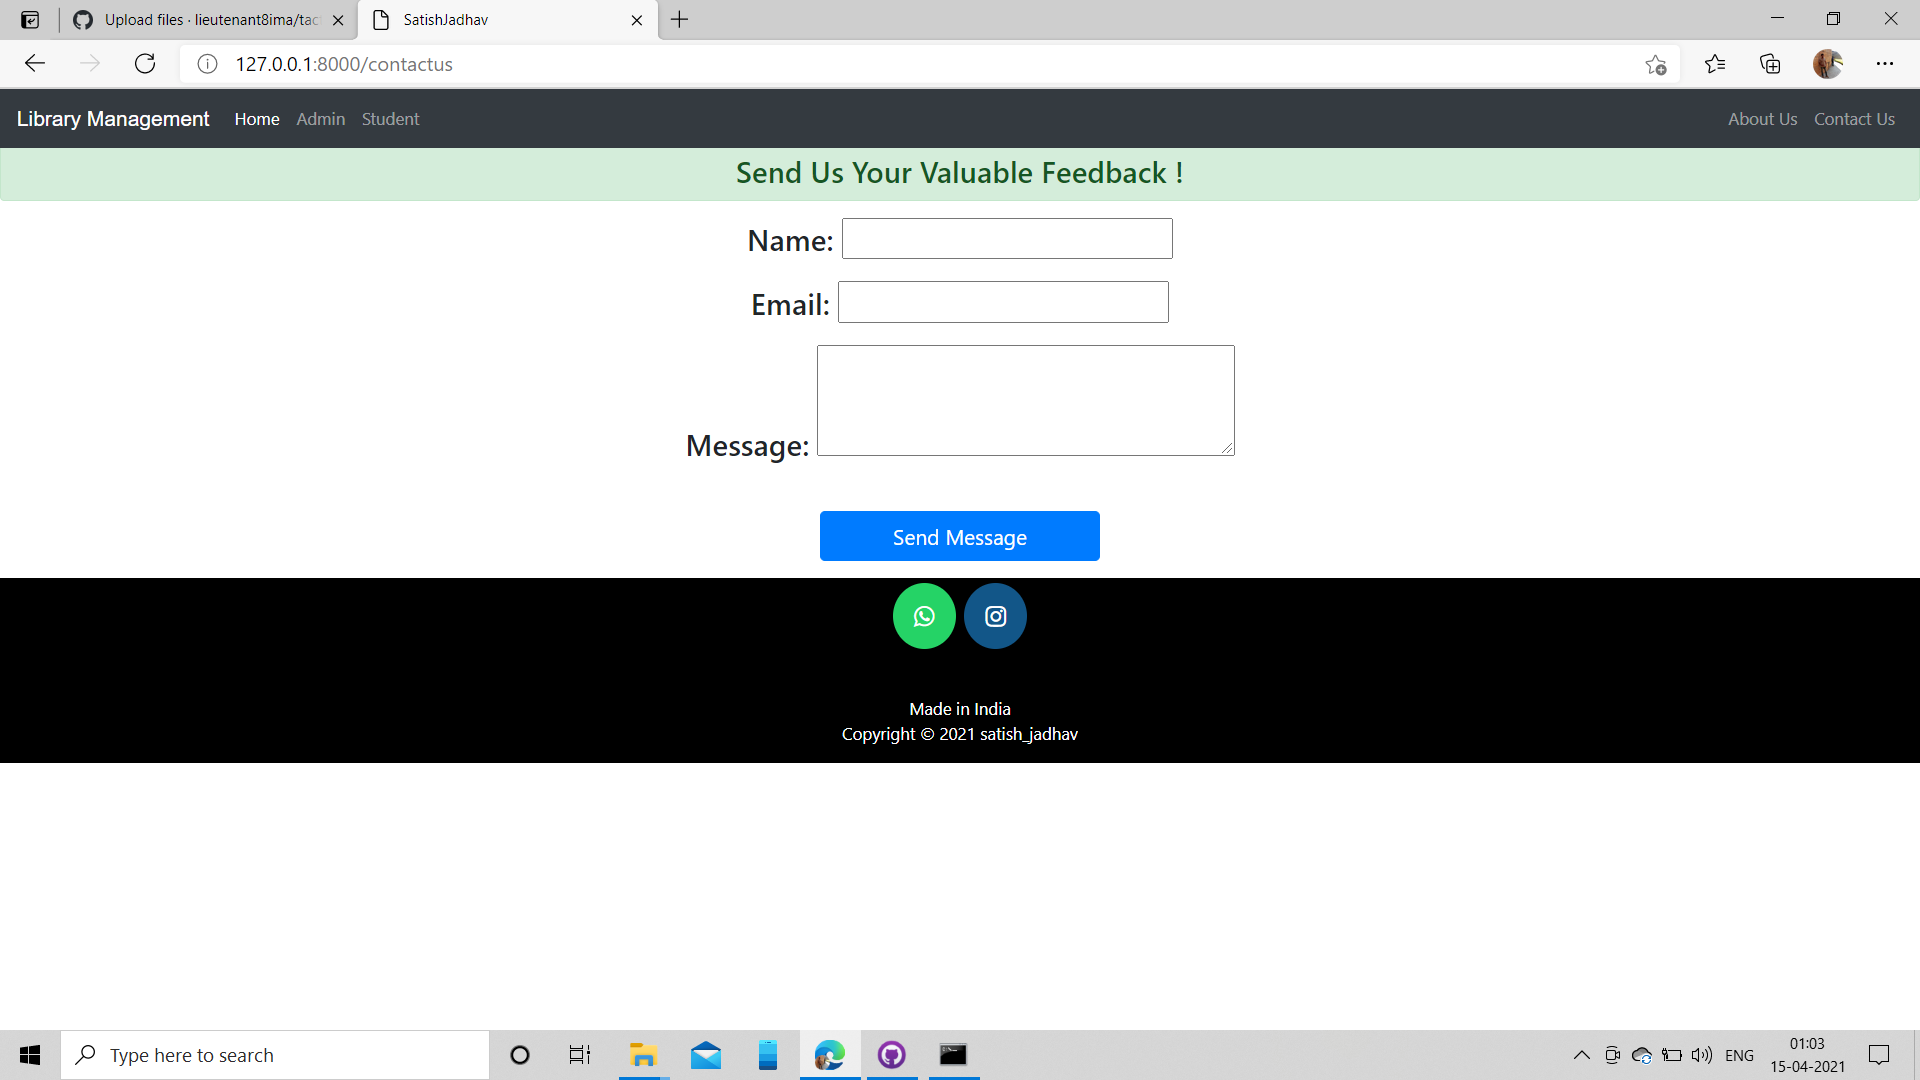 Upload files · lieutenant8ima/tac
SatishJadhav
127.0.0.1:8000/contactus
Library Management Home Admin Student About Us Contact Us
Send Us Your Valuable Feedback !
Name:
Email:
Message:
Send Message
Made in India
Copyright © 2021 satish_jadhav
Type here to search
ENG
01:03
15-04-2021